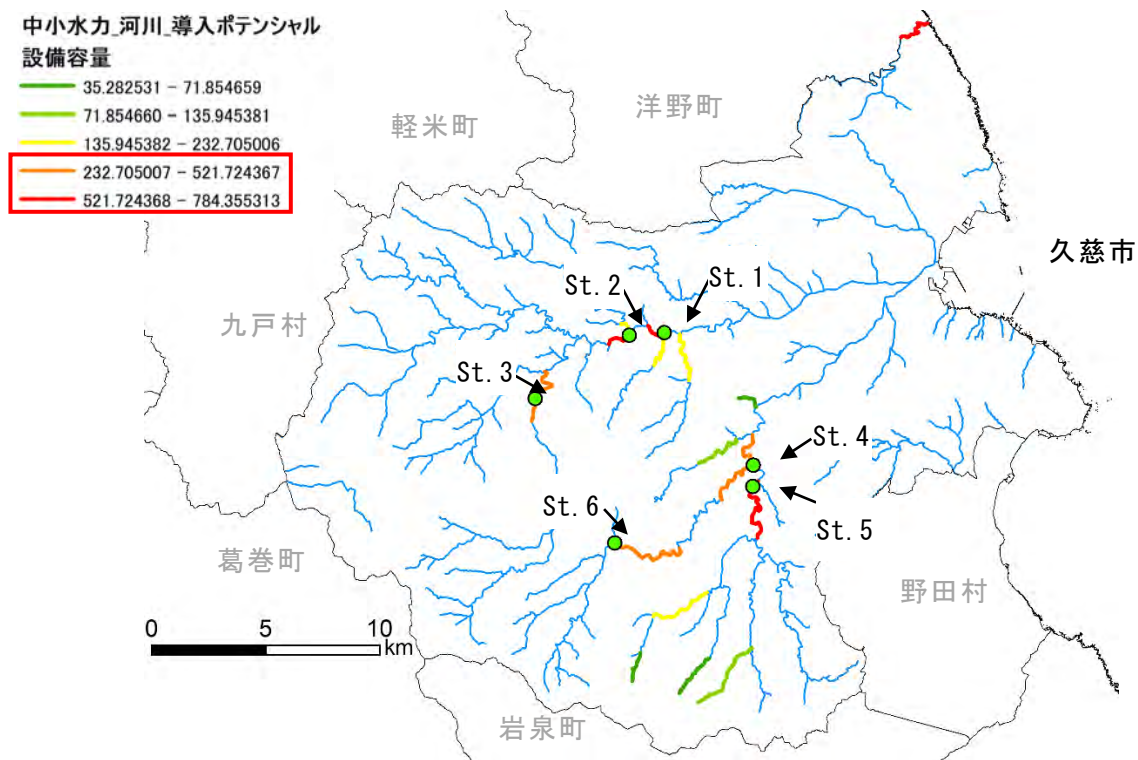 中小水力_河川_導入ポテンシャル
設備容量
35.282531 - 71.854659
71.854660 - 135.945381
135.945382 - 232.705006
232.705007 - 521.724367
521.724368 - 784.355313
洋野町
軽米町
久慈市
St. 2
St. 1
九戸村
St. 3
St. 4
St. 6
St. 5
葛巻町
野田村
0 5 10
km
岩泉町